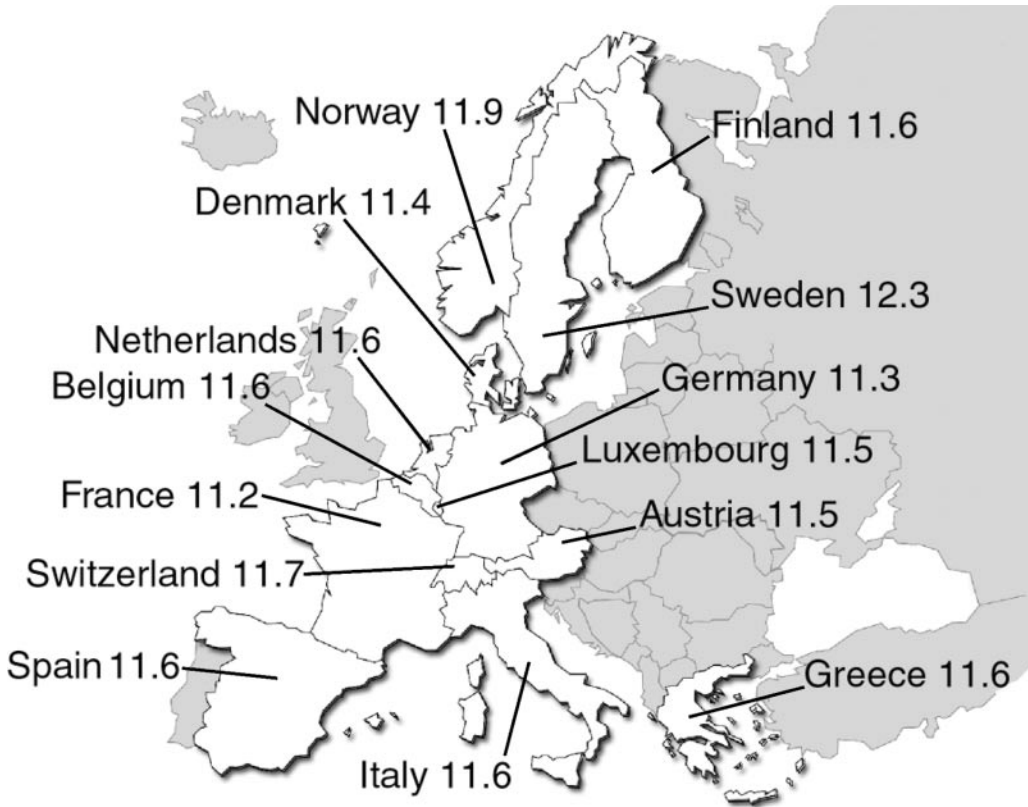 Norway 11.9
Finland 11.6
Denmark 11.4
Sweden 12.3
Netherlands 11.6
Belgium 11.6
Germany 11.3
Luxembourg 11.5
France 11.2
Austria 11.5
Switzerland 11.7
Spain 11.6
Greece 11.6
Italy 11.6